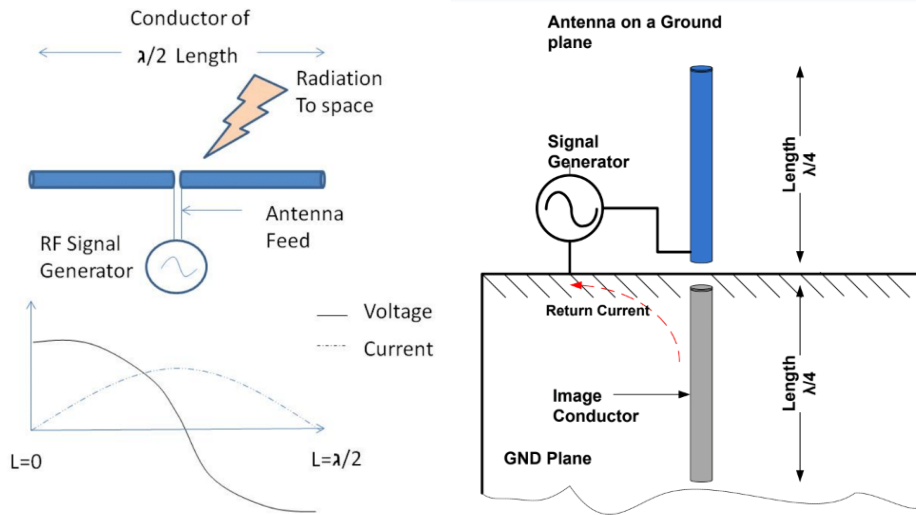 Conductor of
λ/2 Length
Radiation
To space
Antenna
Feed
RF Signal
Generator
Voltage
Current
L=0
L=λ/2
Antenna on a Ground
plane
Signal
Generator
Length
λ/4
Return Current
Image
Conductor
Length
λ/4
GND Plane